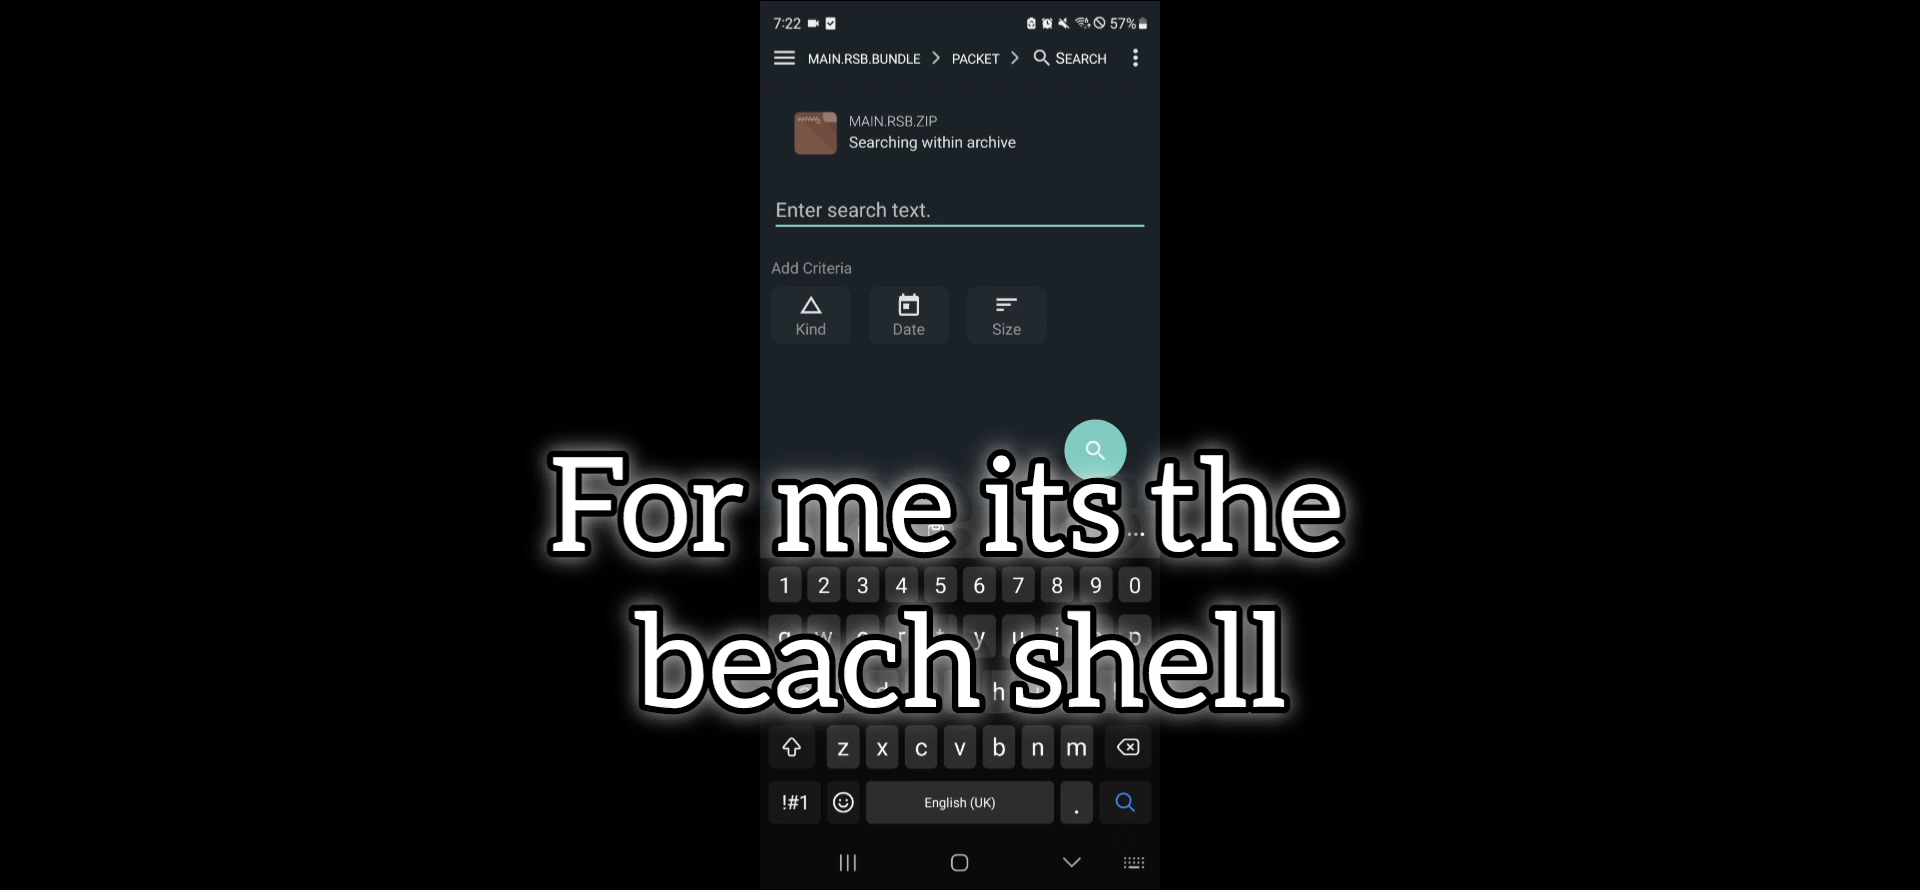 7:22 57%
MAIN.RSB.BUNDLE PACKET SEARCH
MAIN.RSB.ZIP
Searching within archive
Enter search text.
Add Criteria
Kind Date Size
For me its the
1 2 3 4 5 6 7 8 9 0
beach shell
z x c v b n m
!#1 English (UK) .